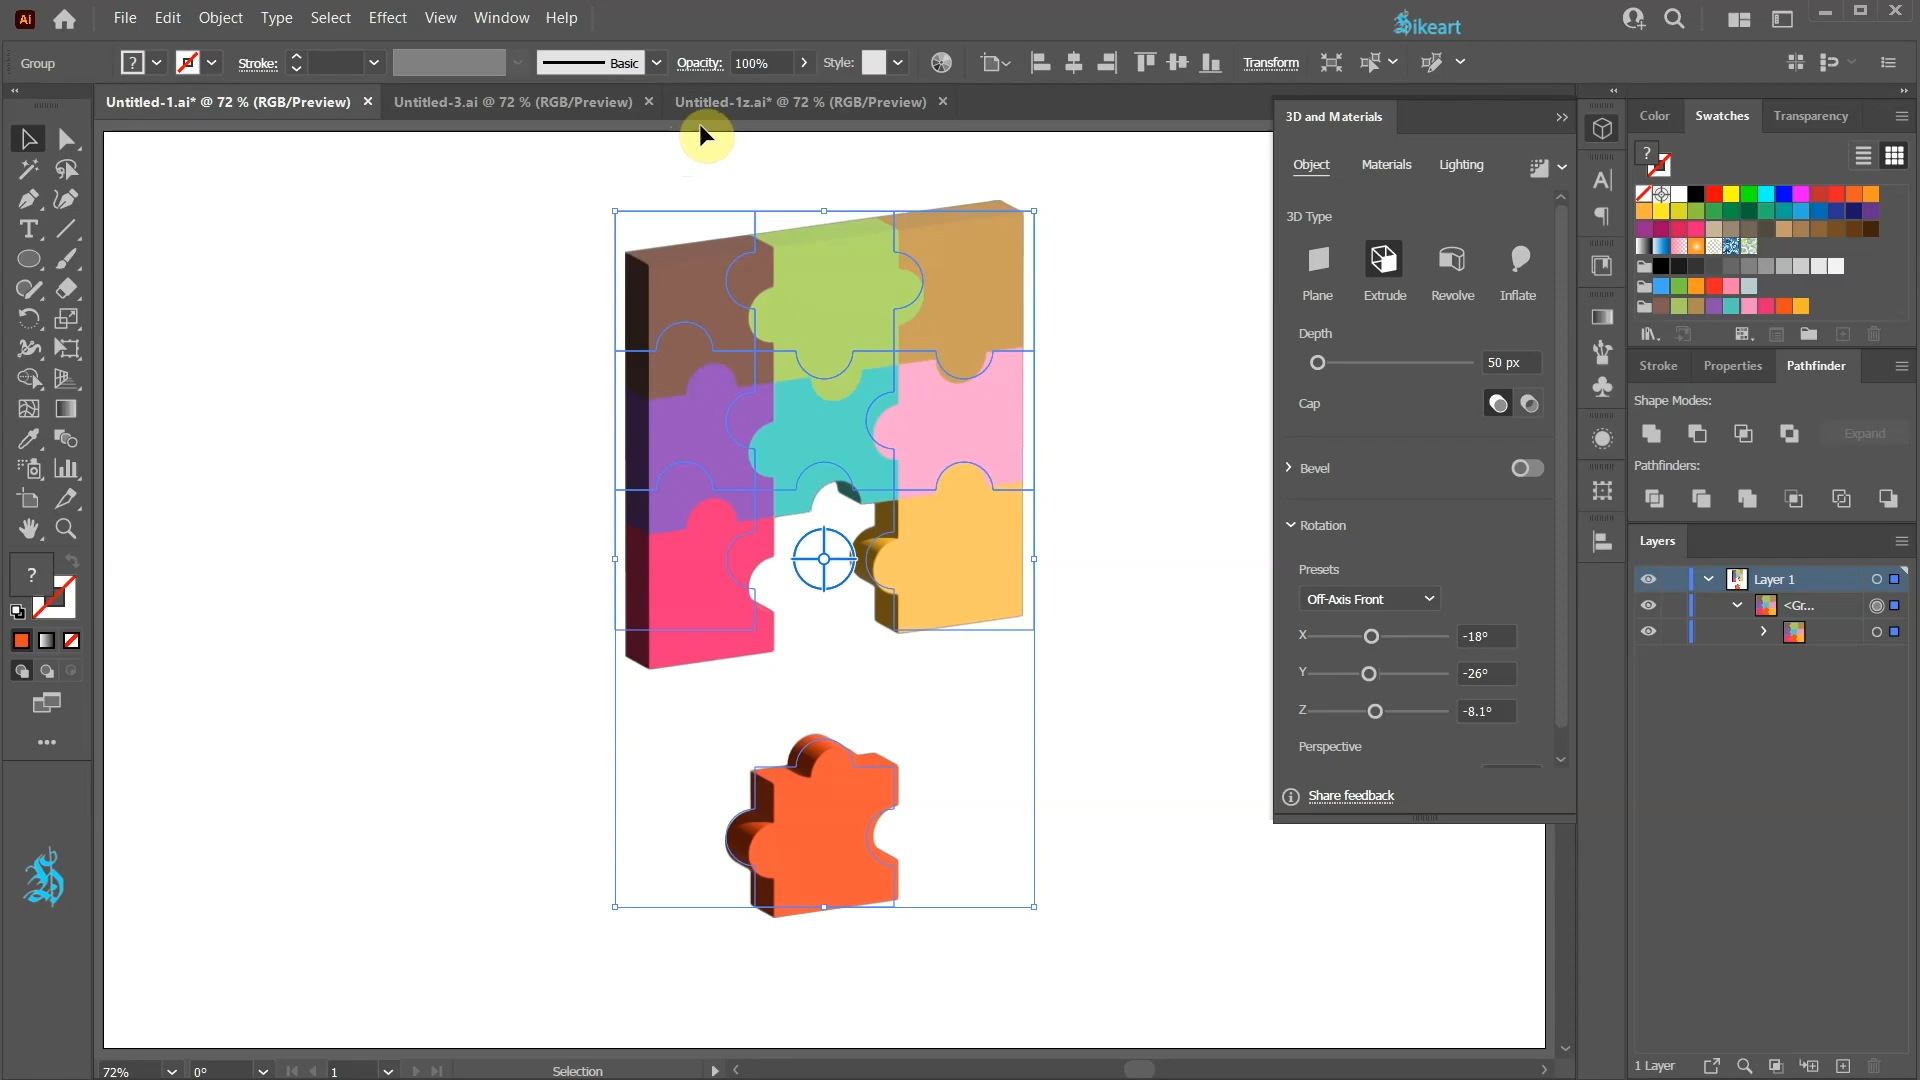 Ai File Edit Object Type Select Effect View Window Help Sikeart
Group ? Stroke: Basic Opacity: 100% Style: Transform
Untitled-1.ai* @ 72 % (RGB/Preview) × Untitled-3.ai @ 72 % (RGB/Preview) × Untitled-1z.ai* @ 72 % (RGB/Preview) ×
3D and Materials
Object Materials Lighting
3D Type
Plane Extrude Revolve Inflate
Depth
50 px
Cap
Bevel
Rotation
Presets
Off-Axis Front
X -18°
Y -26°
Z -8.1°
Perspective
Share feedback
Color Swatches Transparency
?
Stroke Properties Pathfinder
Shape Modes:
Expand
Pathfinders:
Layers
Layer 1
<Gr...
1 Layer
?
72% 0° 1 Selection